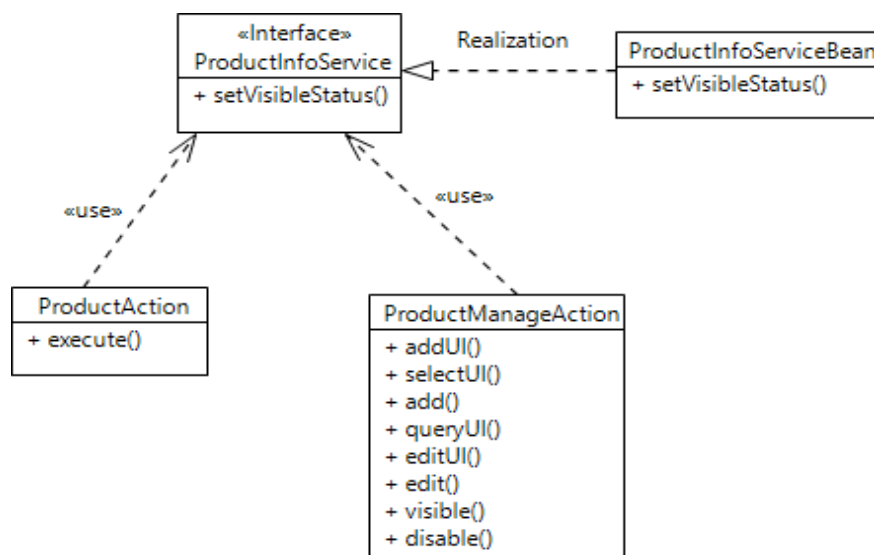 «Interface»
ProductInfoService
+ setVisibleStatus()
Realization
ProductInfoServiceBean
+ setVisibleStatus()
«use»
«use»
ProductAction
+ execute()
ProductManageAction
+ addUI()
+ selectUI()
+ add()
+ queryUI()
+ editUI()
+ edit()
+ visible()
+ disable()